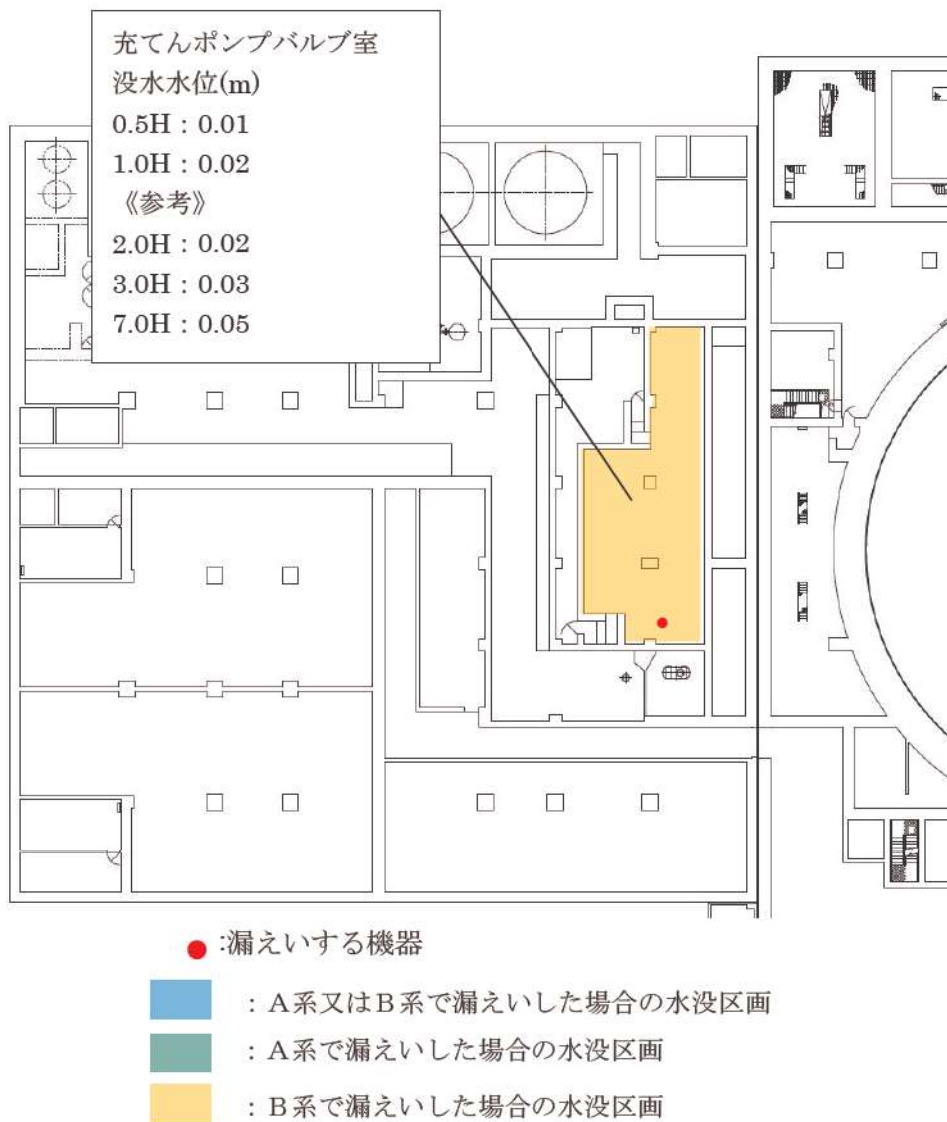 充てんポンプバルブ室
没水水位(m)
0.5H：0.01
1.0H：0.02
《参考》
2.0H：0.02
3.0H：0.03
7.0H：0.05
:漏えいする機器
：A系又はB系で漏えいした場合の水没区画
：A系で漏えいした場合の水没区画
：B系で漏えいした場合の水没区画